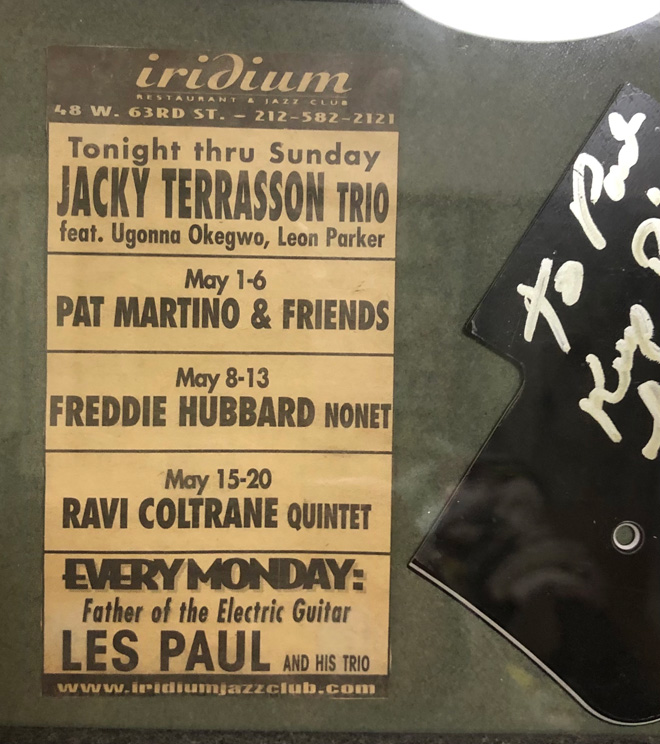 iridium
RESTAURANT & JAZZ CLUB
48 W. 63RD ST. – 212-582-2121
Tonight thru Sunday
JACKY TERRASSON TRIO
feat. Ugonna Okegwo, Leon Parker
May 1-6
PAT MARTINO & FRIENDS
May 8-13
FREDDIE HUBBARD NONET
May 15-20
RAVI COLTRANE QUINTET
EVERY MONDAY:
Father of the Electric Guitar
LES PAUL AND HIS TRIO
www.iridiumjazzclub.com
To
Keep